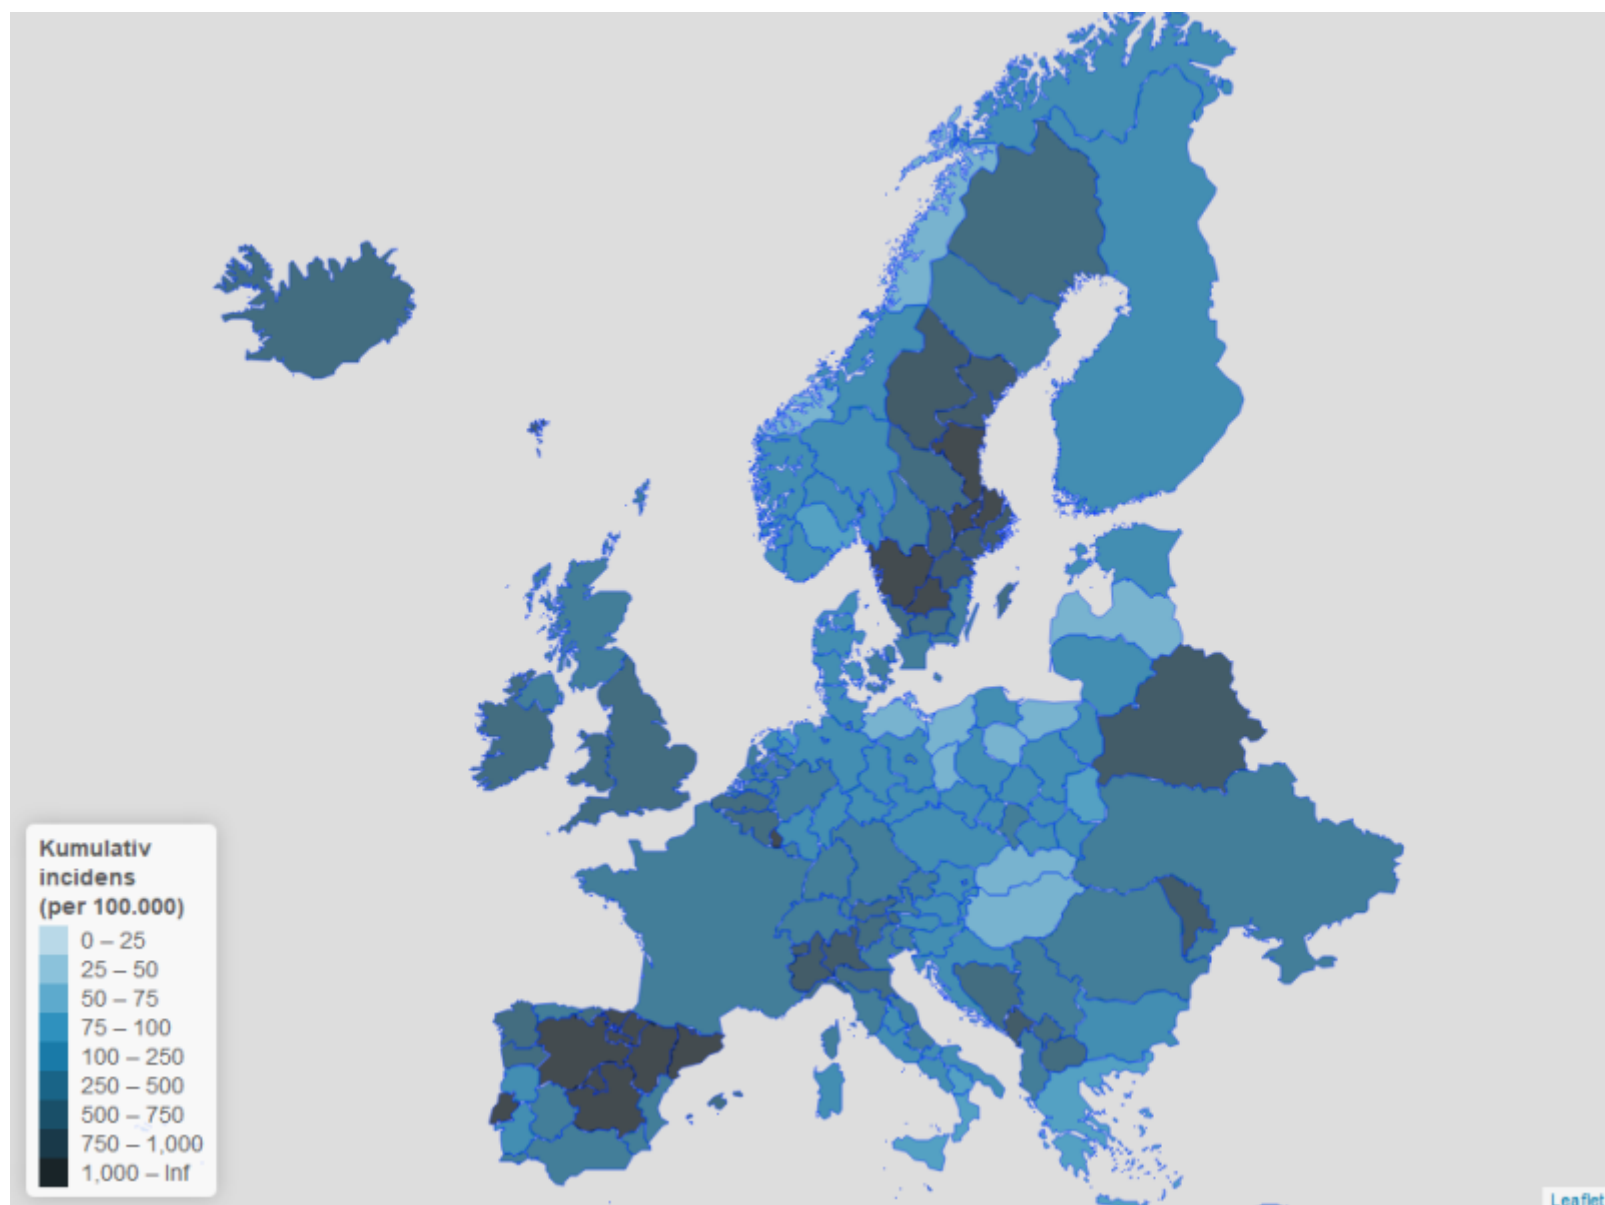 Kumulativ
incidens
(per 100.000)
0 – 25
25 – 50
50 – 75
75 – 100
100 – 250
250 – 500
500 – 750
750 – 1,000
1,000 – Inf
Leaflet